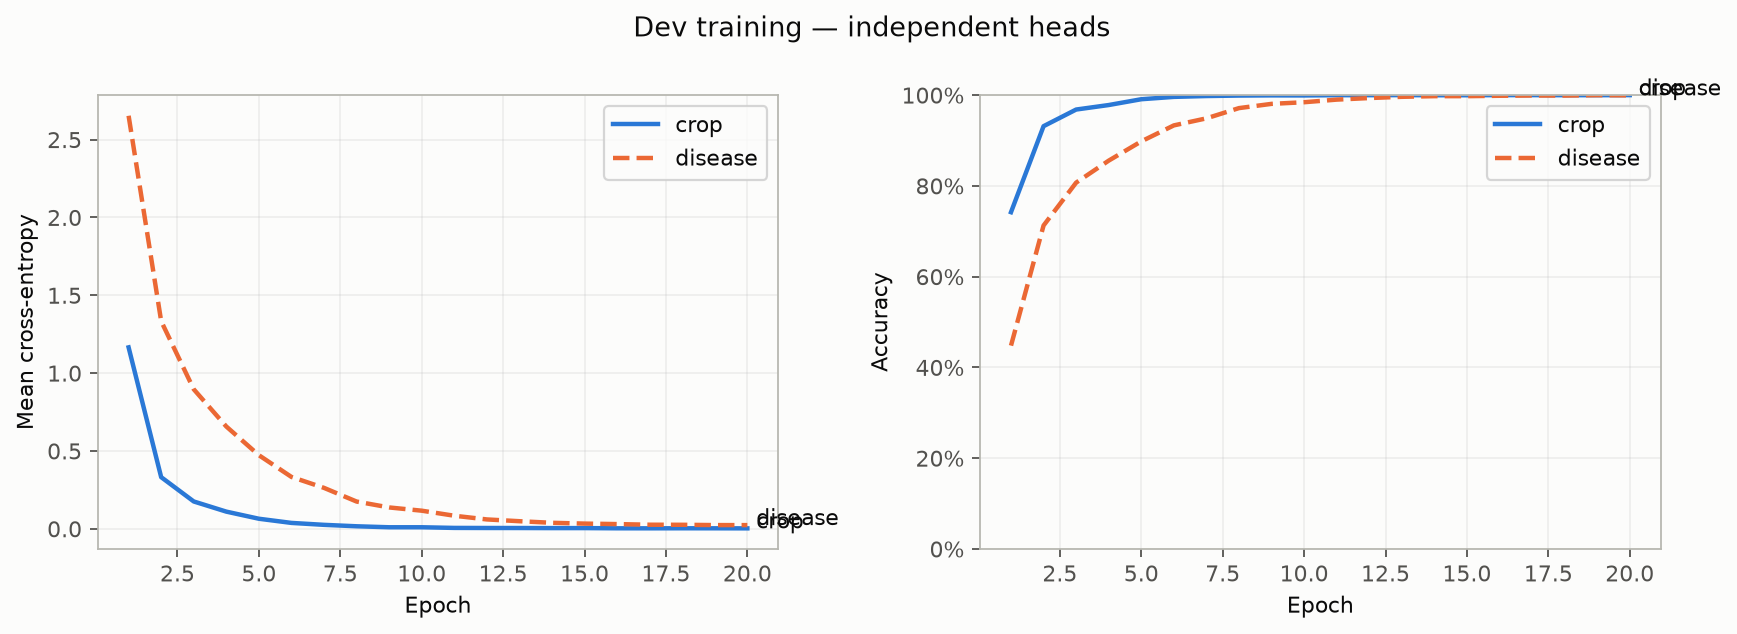 Dev training — independent heads
Mean cross-entropy
2.5
2.0
1.5
1.0
0.5
0.0
crop
disease
disease
crop
2.5 5.0 7.5 10.0 12.5 15.0 17.5 20.0
Epoch
Accuracy
100%
80%
60%
40%
20%
0%
disease
crop
crop
disease
2.5 5.0 7.5 10.0 12.5 15.0 17.5 20.0
Epoch